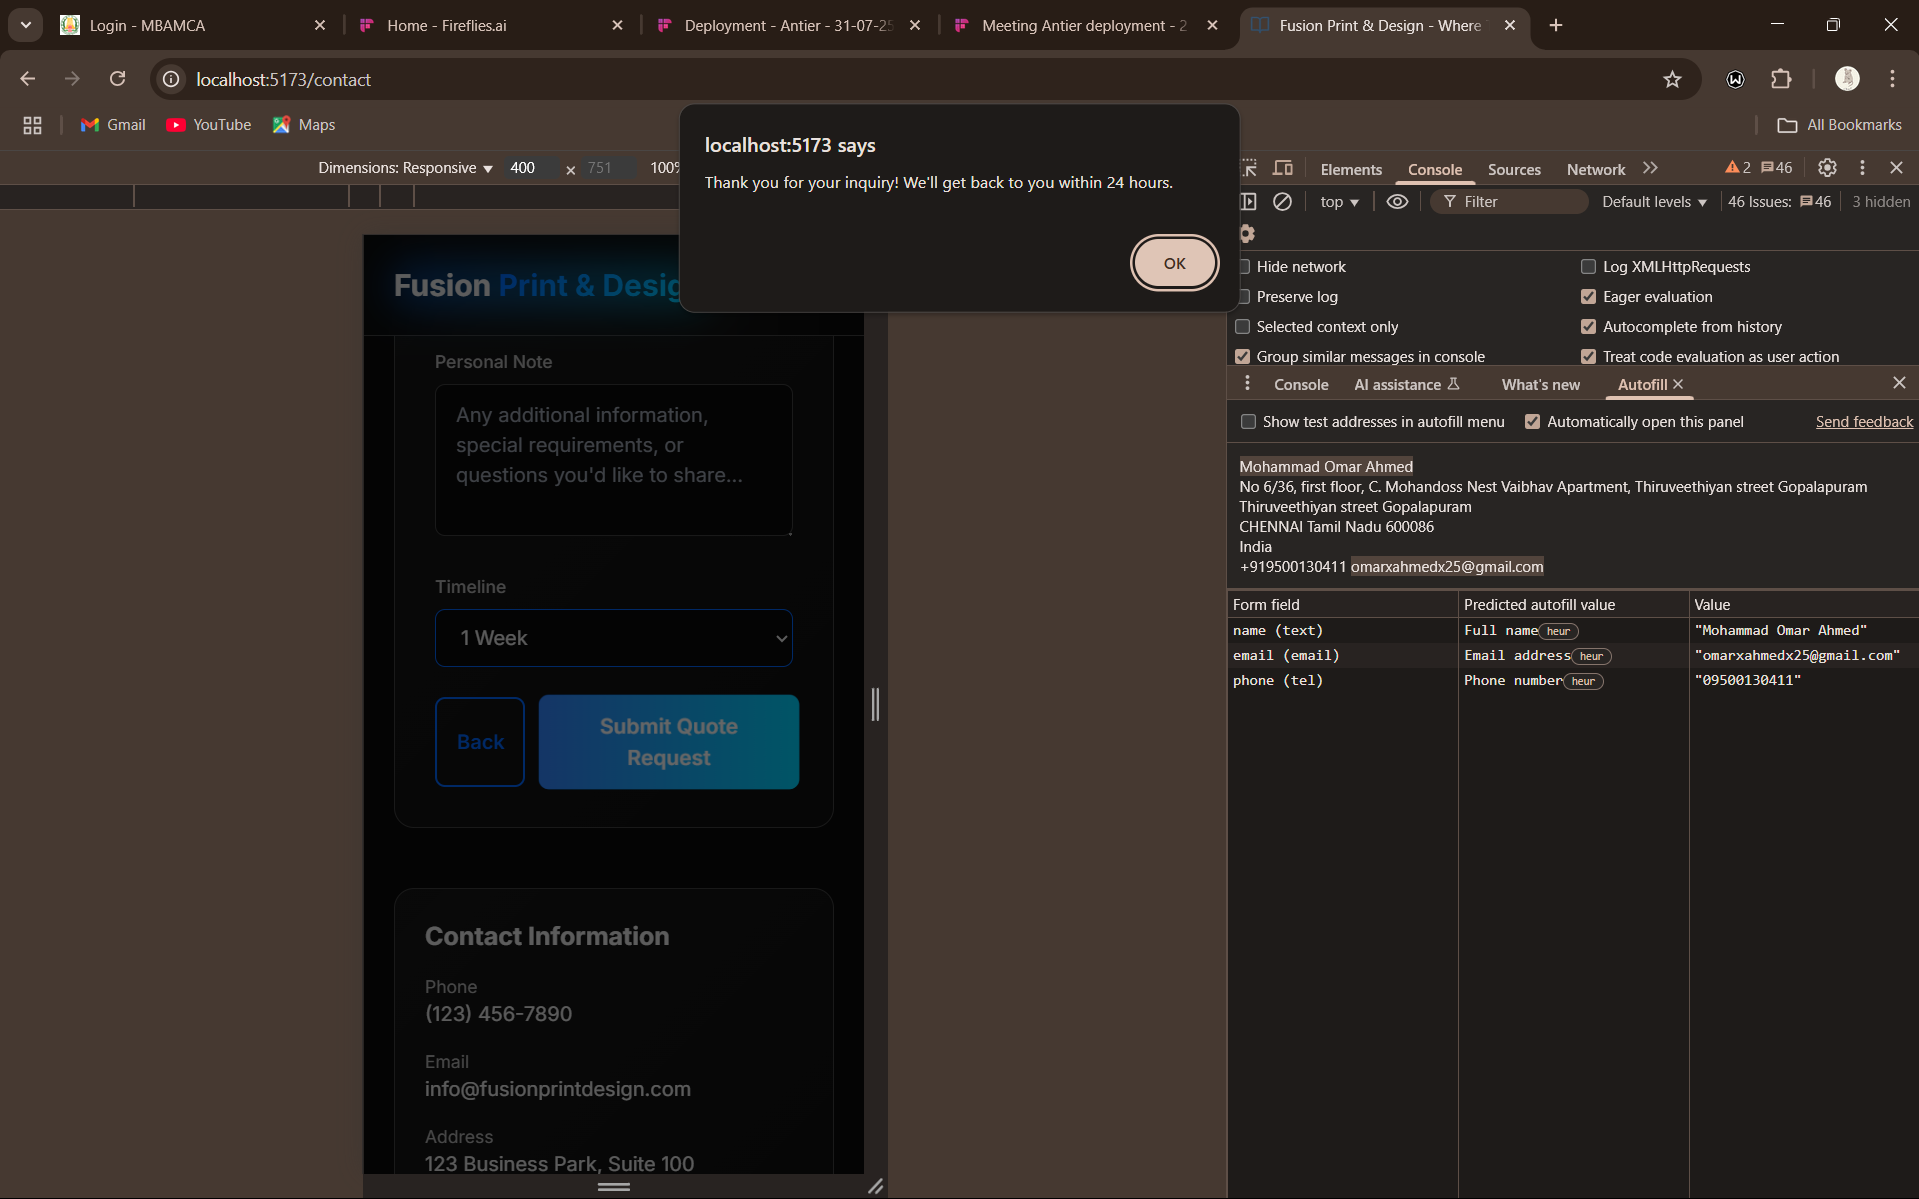 Login - MBAMCA
Home - Fireflies.ai
Deployment - Antier - 31-07-25
Meeting Antier deployment - 2
Fusion Print & Design - Where
localhost:5173/contact
Gmail
YouTube
Maps
All Bookmarks
Dimensions: Responsive
400
×
751
100%
localhost:5173 says
Thank you for your inquiry! We'll get back to you within 24 hours.
OK
Fusion Print & Desig
Personal Note
Any additional information,
special requirements, or
questions you'd like to share...
Timeline
1 Week
Back
Submit Quote
Request
Contact Information
Phone
(123) 456-7890
Email
info@fusionprintdesign.com
Address
123 Business Park, Suite 100
Elements
Console
Sources
Network
2
46
top
Filter
Default levels
46 Issues:
46
3 hidden
Hide network
Log XMLHttpRequests
Preserve log
Eager evaluation
Selected context only
Autocomplete from history
Group similar messages in console
Treat code evaluation as user action
Console
AI assistance
What's new
Autofill
Show test addresses in autofill menu
Automatically open this panel
Send feedback
Mohammad Omar Ahmed
No 6/36, first floor, C. Mohandoss Nest Vaibhav Apartment, Thiruveethiyan street Gopalapuram
Thiruveethiyan street Gopalapuram
CHENNAI Tamil Nadu 600086
India
+919500130411 omarxahmedx25@gmail.com
Form field
Predicted autofill value
Value
name (text)
Full name heur
"Mohammad Omar Ahmed"
email (email)
Email address heur
"omarxahmedx25@gmail.com"
phone (tel)
Phone number heur
"09500130411"